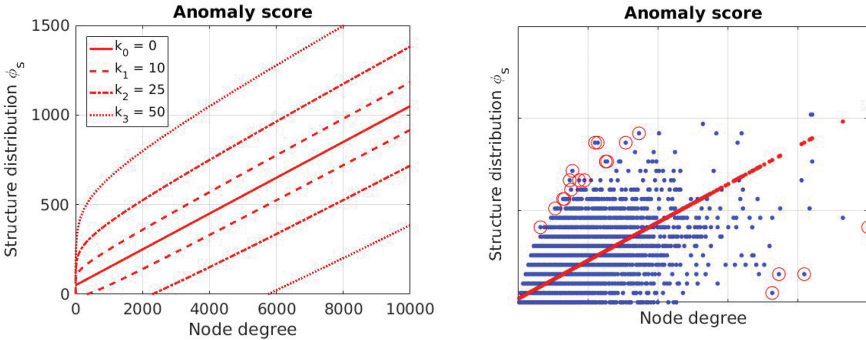 Anomaly score
1500
1000
500
0
Structure distribution ϕs
k0 = 0
k1 = 10
k2 = 25
k3 = 50
0 2000 4000 6000 8000 10000
Node degree
Anomaly score
Structure distribution ϕs
Node degree